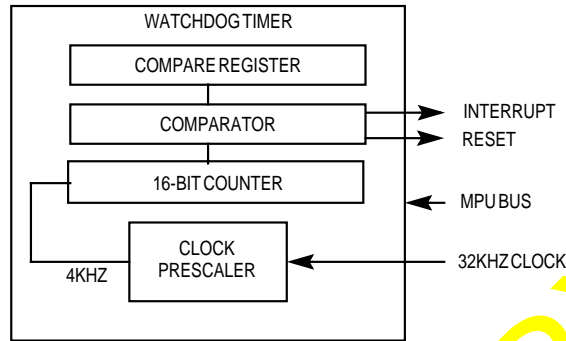 WATCHDOG TIMER
COMPARE REGISTER
COMPARATOR
INTERRUPT
RESET
16-BIT COUNTER
MPU BUS
CLOCK
PRESCALER
4KHZ
32KHZ CLOCK